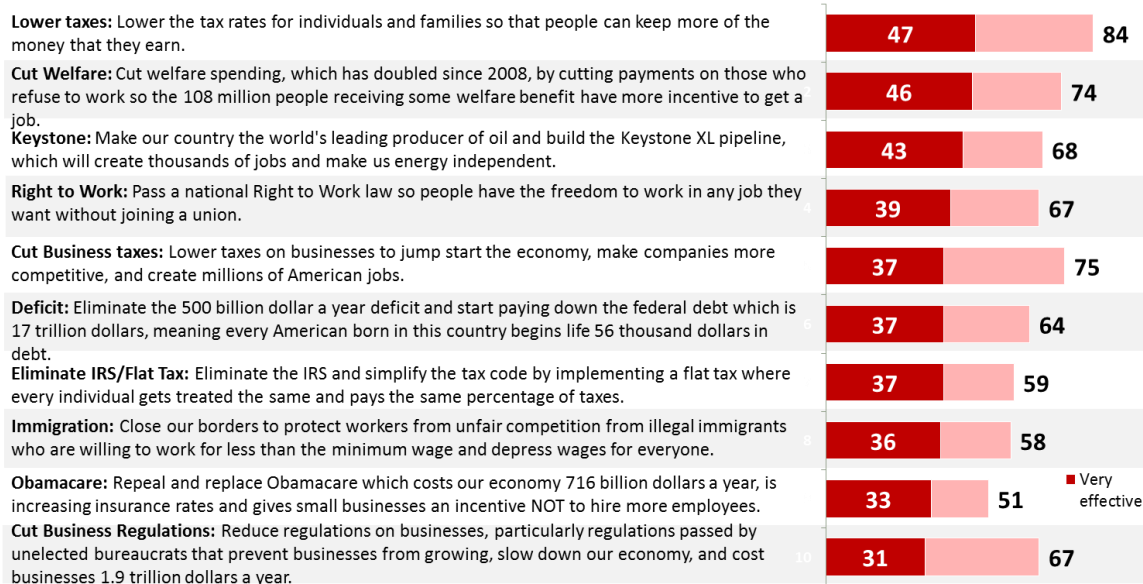 Lower taxes: Lower the tax rates for individuals and families so that people can keep more of the
money that they earn.
47
84
Cut Welfare: Cut welfare spending, which has doubled since 2008, by cutting payments on those who
refuse to work so the 108 million people receiving some welfare benefit have more incentive to get a
job.
2
46
74
Keystone: Make our country the world's leading producer of oil and build the Keystone XL pipeline,
which will create thousands of jobs and make us energy independent.
43
68
Right to Work: Pass a national Right to Work law so people have the freedom to work in any job they
want without joining a union.
4
39
67
Cut Business taxes: Lower taxes on businesses to jump start the economy, make companies more
competitive, and create millions of American jobs.
37
75
Deficit: Eliminate the 500 billion dollar a year deficit and start paying down the federal debt which is
17 trillion dollars, meaning every American born in this country begins life 56 thousand dollars in
debt.
6
37
64
Eliminate IRS/Flat Tax: Eliminate the IRS and simplify the tax code by implementing a flat tax where
every individual gets treated the same and pays the same percentage of taxes.
37
59
Immigration: Close our borders to protect workers from unfair competition from illegal immigrants
who are willing to work for less than the minimum wage and depress wages for everyone.
8
36
58
Obamacare: Repeal and replace Obamacare which costs our economy 716 billion dollars a year, is
increasing insurance rates and gives small businesses an incentive NOT to hire more employees.
33
51
Very
effective
Cut Business Regulations: Reduce regulations on businesses, particularly regulations passed by
unelected bureaucrats that prevent businesses from growing, slow down our economy, and cost
businesses 1.9 trillion dollars a year.
10
31
67